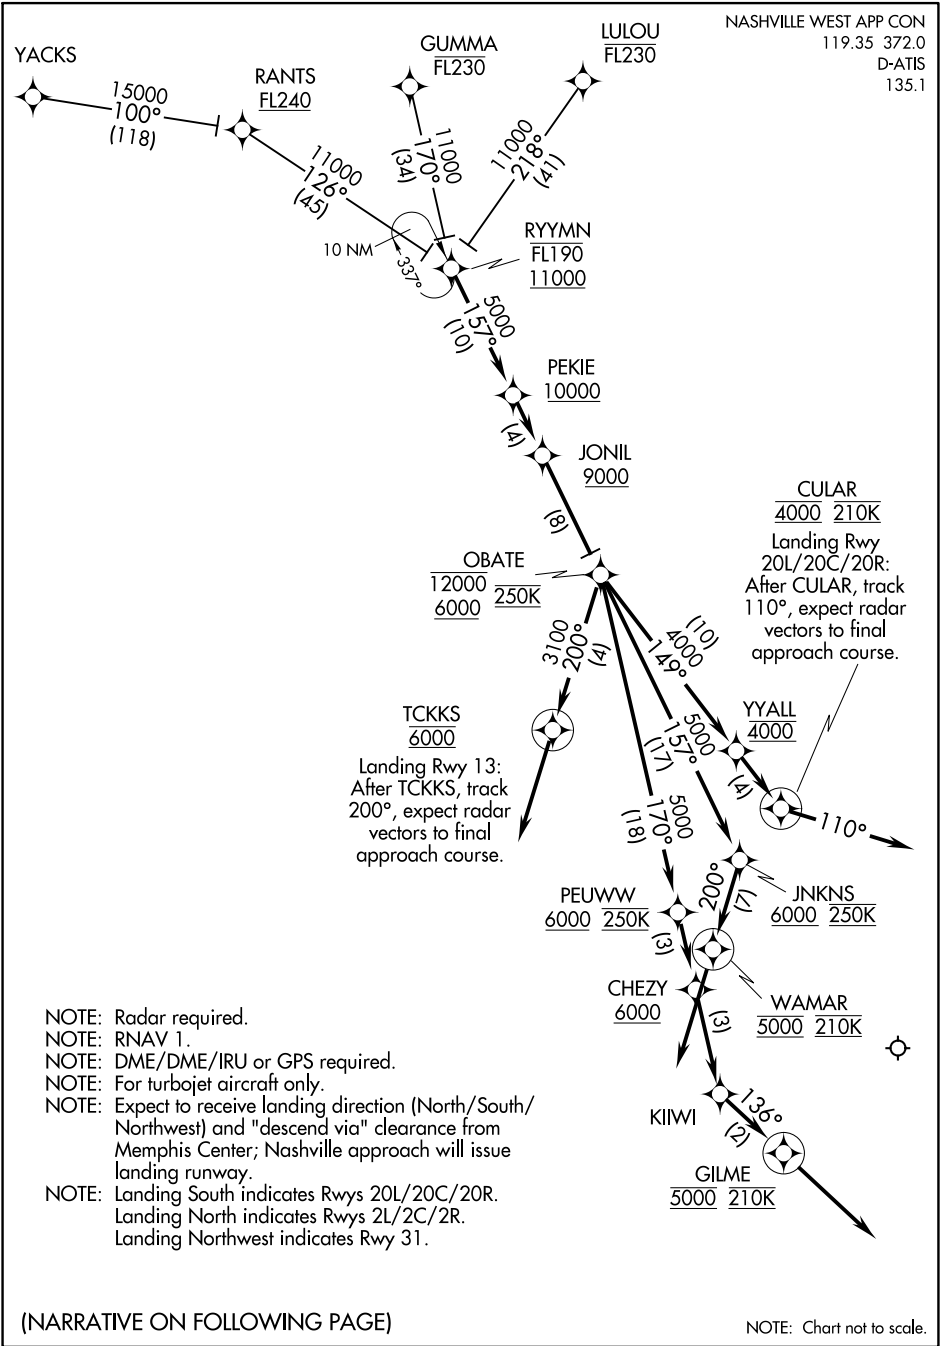 NASHVILLE WEST APP CON
119.35 372.0
D-ATIS
135.1
YACKS
15000
100°
(118)
RANTS
FL240
11000
126°
(45)
GUMMA
FL230
11000
170°
(34)
LULOU
FL230
11000
218°
(41)
10 NM
337°
RYYMN
FL190
11000
5000
157°
(10)
PEKIE
10000
(4)
JONIL
9000
(8)
OBATE
12000
6000 250K
3100
200°
(4)
TCKKS
6000
Landing Rwy 13:
After TCKKS, track
200°, expect radar
vectors to final
approach course.
(10)
4000
149°
YYALL
4000
(4)
CULAR
4000 210K
Landing Rwy
20L/20C/20R:
After CULAR, track
110°, expect radar
vectors to final
approach course.
110°
5000
157°
(17)
JNKNS
6000 250K
200°
(7)
WAMAR
5000 210K
5000
170°
(18)
PEUWW
6000 250K
(3)
CHEZY
6000
(3)
KIIWI
136°
(2)
GILME
5000 210K
NOTE: Radar required.
NOTE: RNAV 1.
NOTE: DME/DME/IRU or GPS required.
NOTE: For turbojet aircraft only.
NOTE: Expect to receive landing direction (North/South/
Northwest) and "descend via" clearance from
Memphis Center; Nashville approach will issue
landing runway.
NOTE: Landing South indicates Rwys 20L/20C/20R.
Landing North indicates Rwys 2L/2C/2R.
Landing Northwest indicates Rwy 31.
(NARRATIVE ON FOLLOWING PAGE)
NOTE: Chart not to scale.